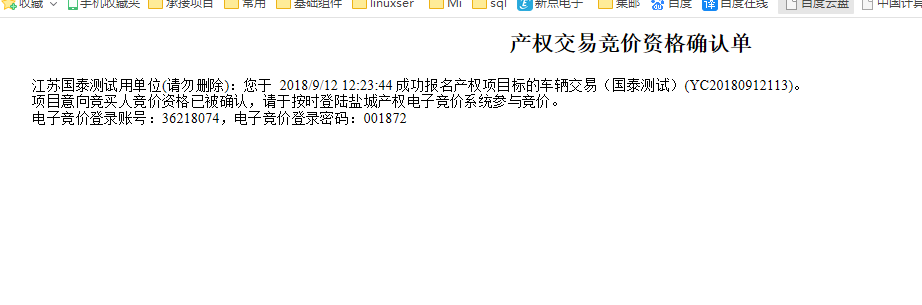 收藏 手机收藏夹 承接项目 常用 基础组件 linuxser Mi sql 新点电子 集邮 百度 百度在线 百度云盘 中国计算
产权交易竞价资格确认单
江苏国泰测试用单位(请勿删除)：您于 2018/9/12 12:23:44 成功报名产权项目标的车辆交易（国泰测试）(YC20180912113)。
项目意向竞买人竞价资格已被确认，请于按时登陆盐城产权电子竞价系统参与竞价。
电子竞价登录账号：36218074，电子竞价登录密码：001872